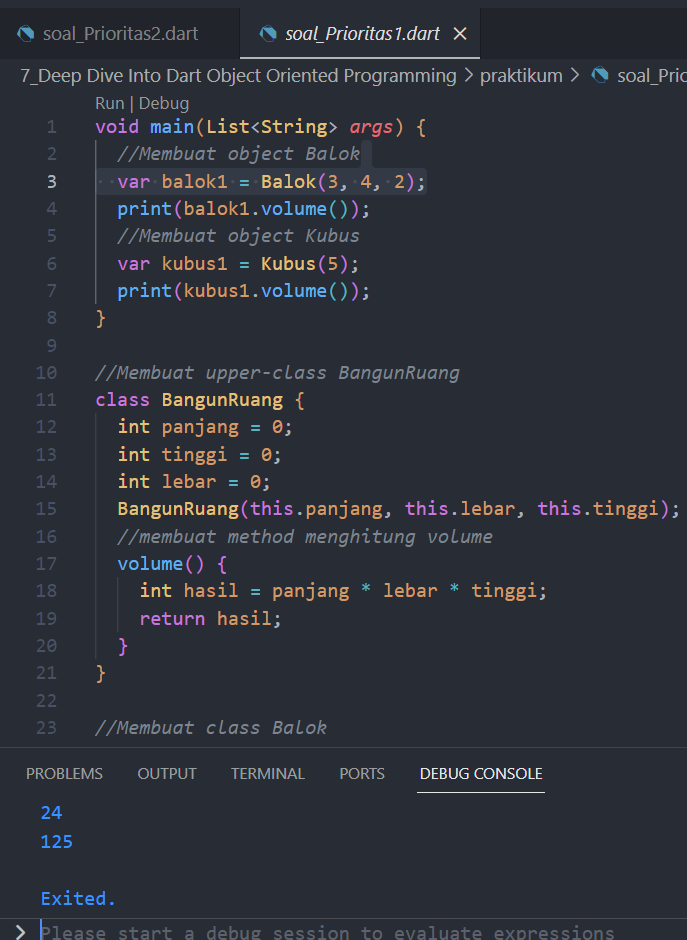 soal_Prioritas2.dart soal_Prioritas1.dart
7_Deep Dive Into Dart Object Oriented Programming > praktikum > soal_Prio
Run | Debug
1 void main(List<String> args) {
2 //Membuat object Balok
3 var balok1 = Balok(3, 4, 2);
4 print(balok1.volume());
5 //Membuat object Kubus
6 var kubus1 = Kubus(5);
7 print(kubus1.volume());
8 }
9
10 //Membuat upper-class BangunRuang
11 class BangunRuang {
12 int panjang = 0;
13 int tinggi = 0;
14 int lebar = 0;
15 BangunRuang(this.panjang, this.lebar, this.tinggi);
16 //membuat method menghitung volume
17 volume() {
18 int hasil = panjang * lebar * tinggi;
19 return hasil;
20 }
21 }
22
23 //Membuat class Balok
PROBLEMS OUTPUT TERMINAL PORTS DEBUG CONSOLE
24
125
Exited.
> Please start a debug session to evaluate expressions